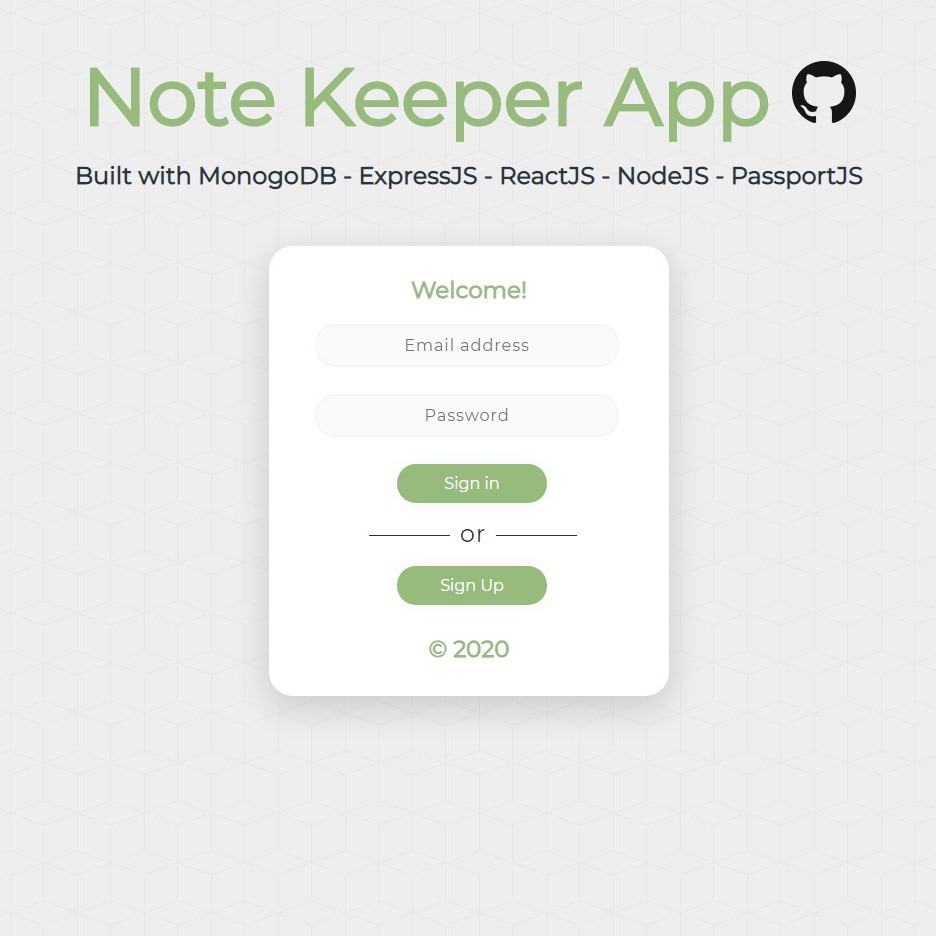 Note Keeper App
Built with MonogoDB - ExpressJS - ReactJS - NodeJS - PassportJS
Welcome!
Email address
Password
Sign in
or
Sign Up
© 2020